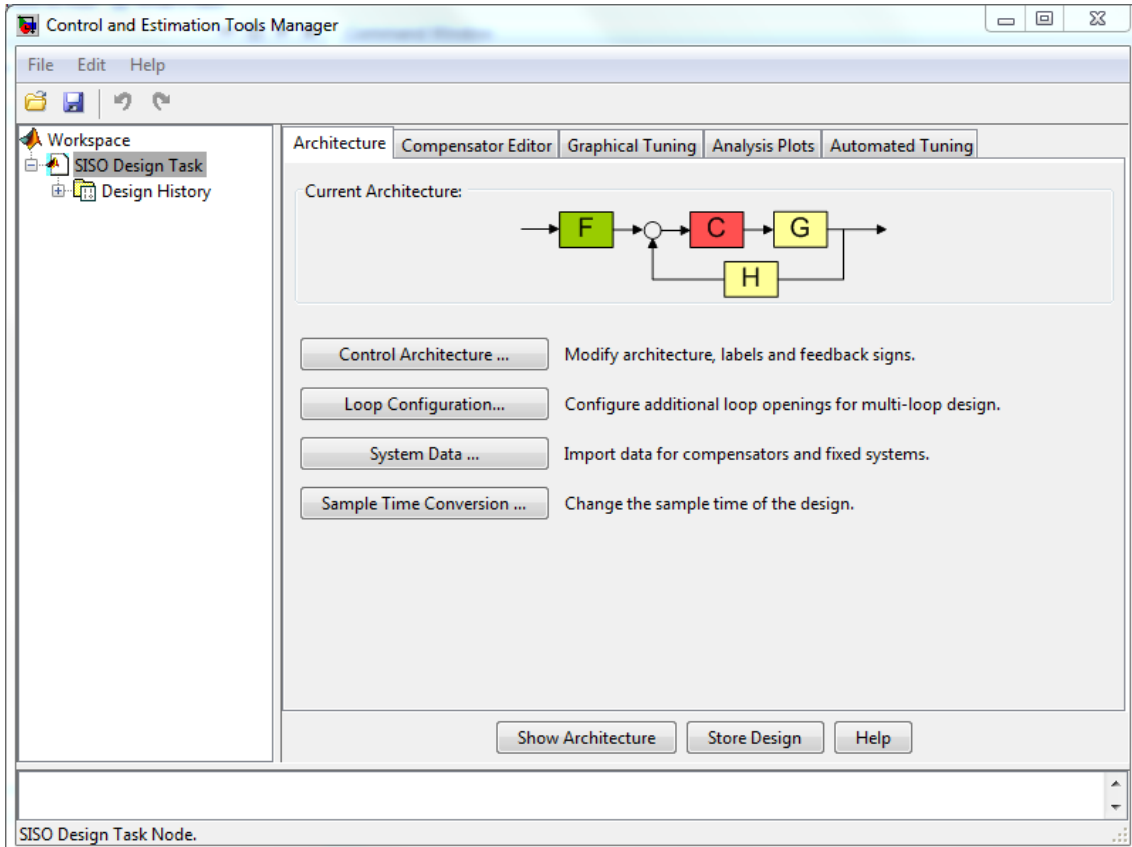 Control and Estimation Tools Manager
File Edit Help
Workspace
SISO Design Task
Design History
Architecture Compensator Editor Graphical Tuning Analysis Plots Automated Tuning
Current Architecture:
F C G
H
Control Architecture ... Modify architecture, labels and feedback signs.
Loop Configuration... Configure additional loop openings for multi-loop design.
System Data ... Import data for compensators and fixed systems.
Sample Time Conversion ... Change the sample time of the design.
Show Architecture Store Design Help
SISO Design Task Node.